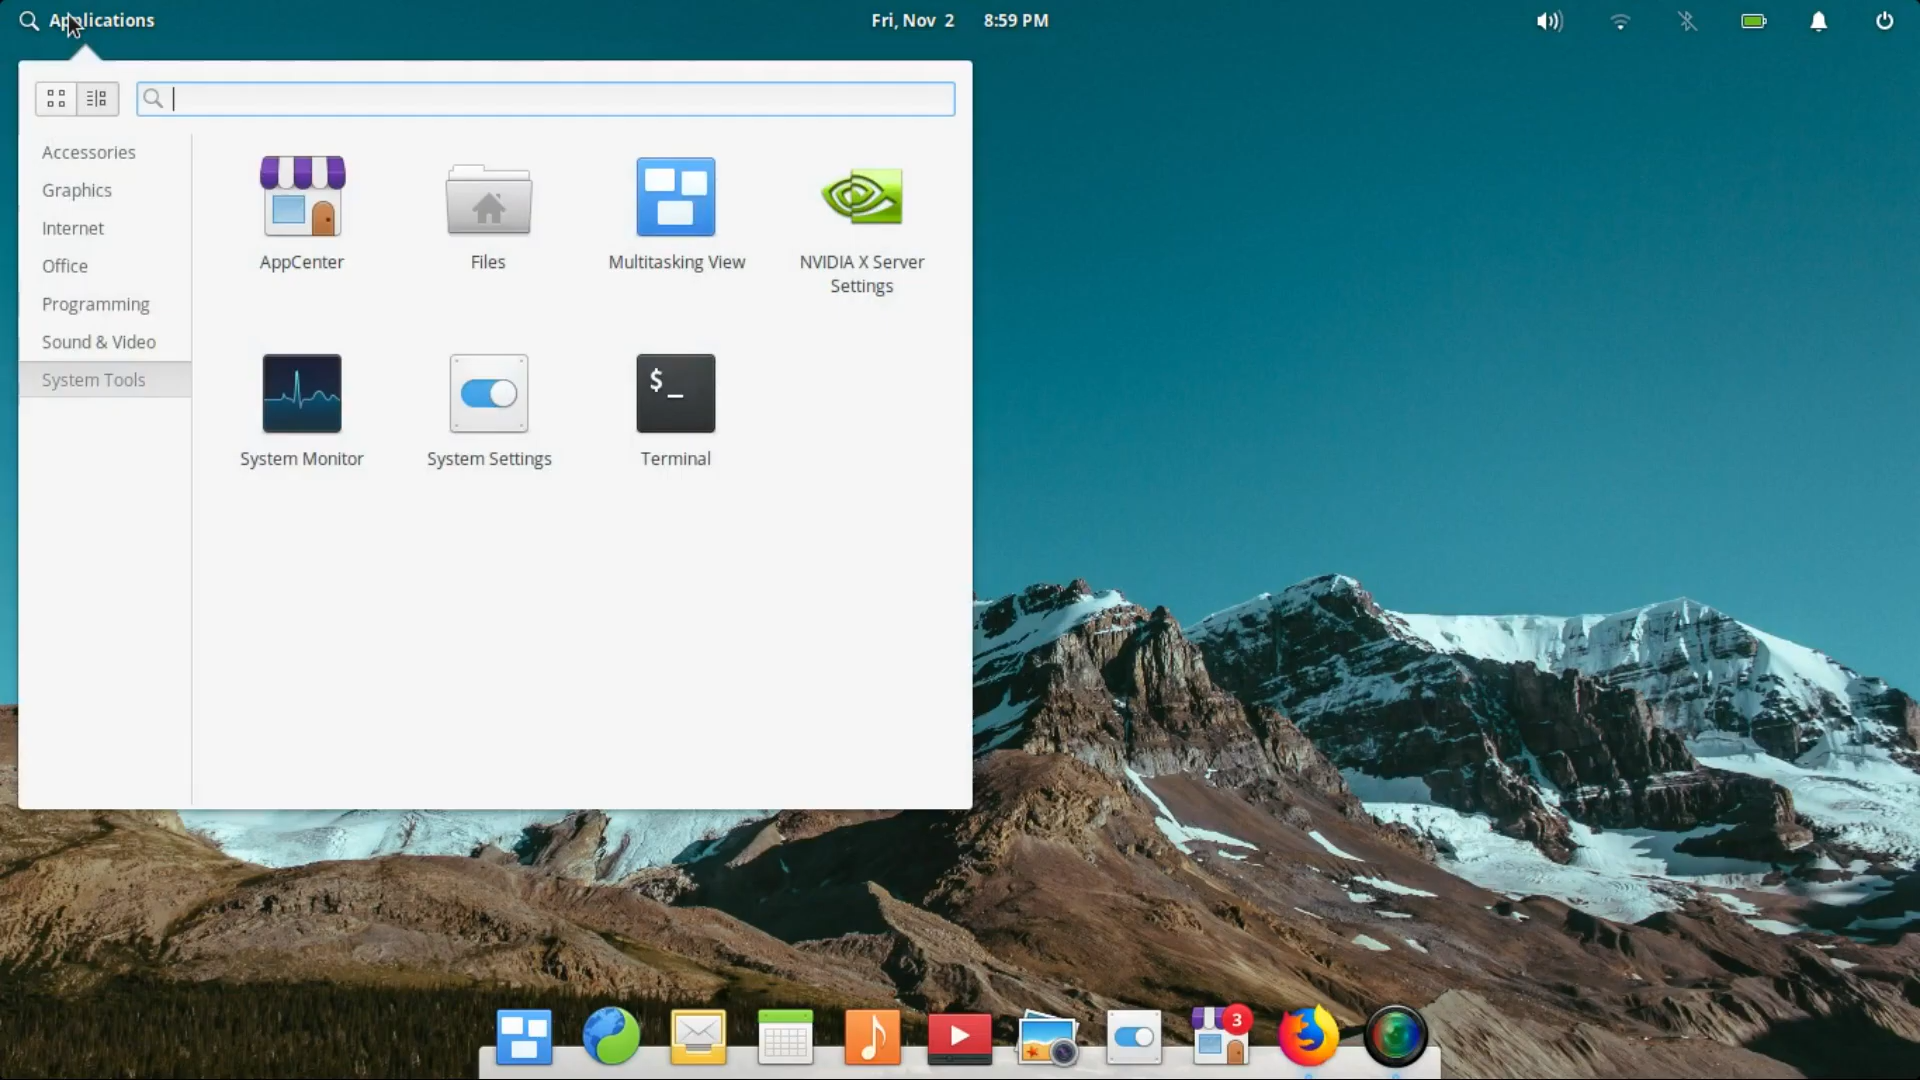 Applications
Fri, Nov 2 8:59 PM
Accessories
Graphics
Internet
Office
Programming
Sound & Video
System Tools
AppCenter
Files
Multitasking View
NVIDIA X Server
Settings
$_
System Monitor
System Settings
Terminal
3